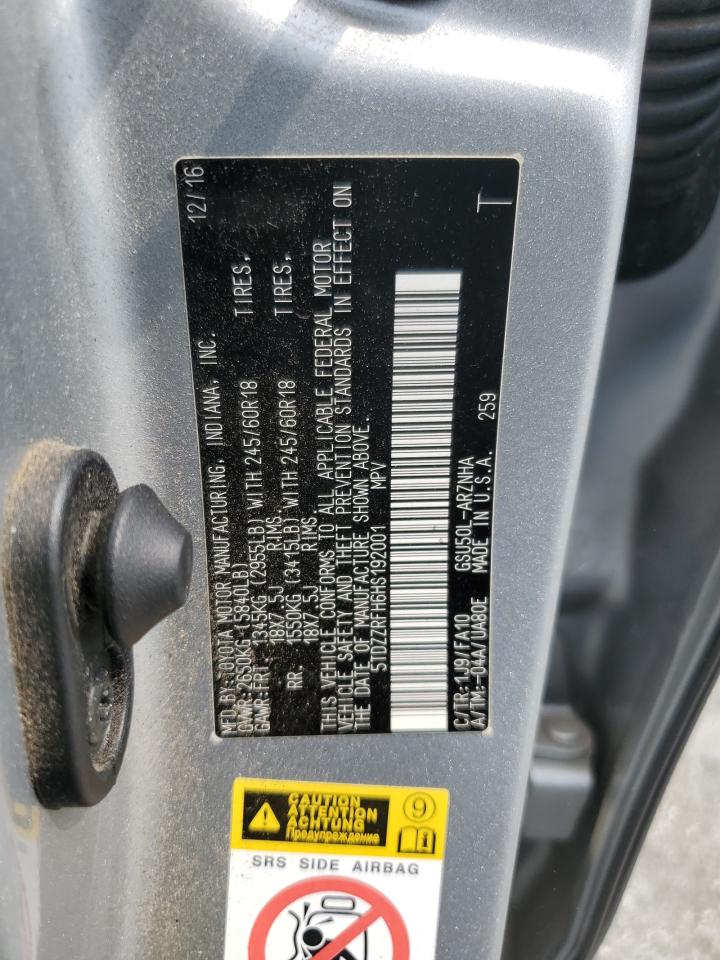 MFD. BY: TOYOTA MOTOR MANUFACTURING, INDIANA, INC. 12/16
GVWR: 2650KG (5840LB)
GAWR: FRT. 1345KG (2955LB) WITH 245/60R18 TIRES.
18X7.5J RIMS
RR. 1550KG (3415LB) WITH 245/60R18 TIRES.
18X7.5J RIMS
THIS VEHICLE CONFORMS TO ALL APPLICABLE FEDERAL MOTOR
VEHICLE SAFETY AND THEFT PREVENTION STANDARDS IN EFFECT ON
THE DATE OF MANUFACTURE SHOWN ABOVE.
5TDZZRFH6HS192001 MPV
C/TR: 1J9/FA10 GSU50L-ARZNHA
A/TM: -04A/UA80E MADE IN U.S.A. 259 T
CAUTION
ATTENTION
ACHTUNG
Предупреждение
9
i
SRS SIDE AIRBAG